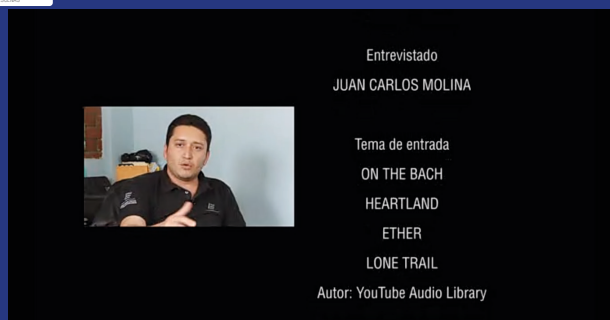 Entrevistado
JUAN CARLOS MOLINA
Tema de entrada
ON THE BACH
HEARTLAND
ETHER
LONE TRAIL
Autor: YouTube Audio Library